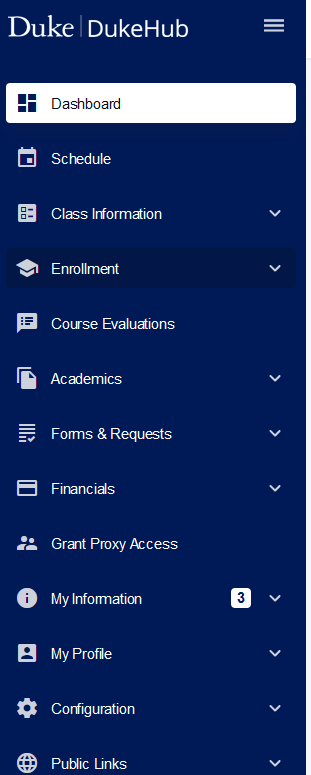 Duke DukeHub
Dashboard
Schedule
Class Information
Enrollment
Course Evaluations
Academics
Forms & Requests
Financials
Grant Proxy Access
My Information 3
My Profile
Configuration
Public Links